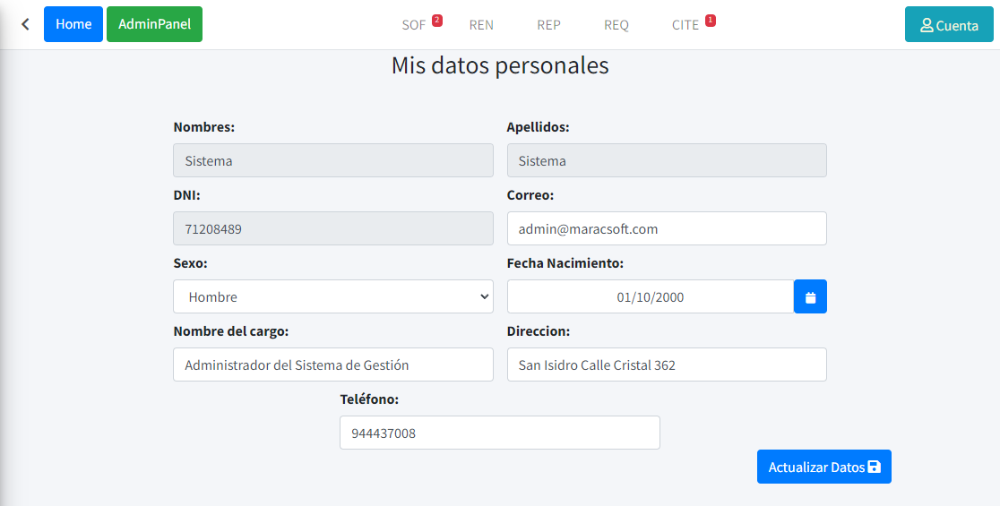 Home AdminPanel SOF 2 REN REP REQ CITE 1 Cuenta
Mis datos personales
Nombres: Apellidos:
Sistema Sistema
DNI: Correo:
71208489 admin@maracsoft.com
Sexo: Fecha Nacimiento:
Hombre 01/10/2000
Nombre del cargo: Direccion:
Administrador del Sistema de Gestión San Isidro Calle Cristal 362
Teléfono:
944437008
Actualizar Datos